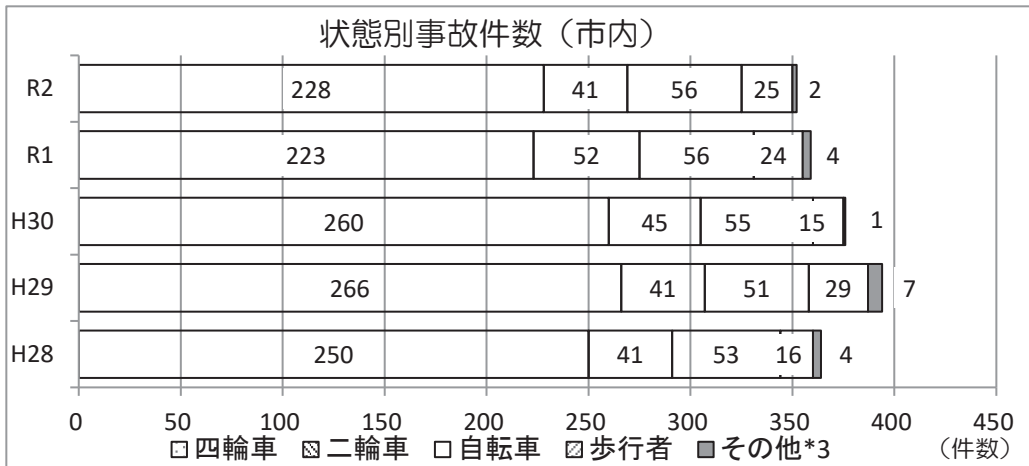 状態別事故件数（市内）
R2 228 41 56 25 2
R1 223 52 56 24 4
H30 260 45 55 15 1
H29 266 41 51 29 7
H28 250 41 53 16 4
0 50 100 150 200 250 300 350 400 450
四輪車 二輪車 自転車 歩行者 その他*3 （件数）